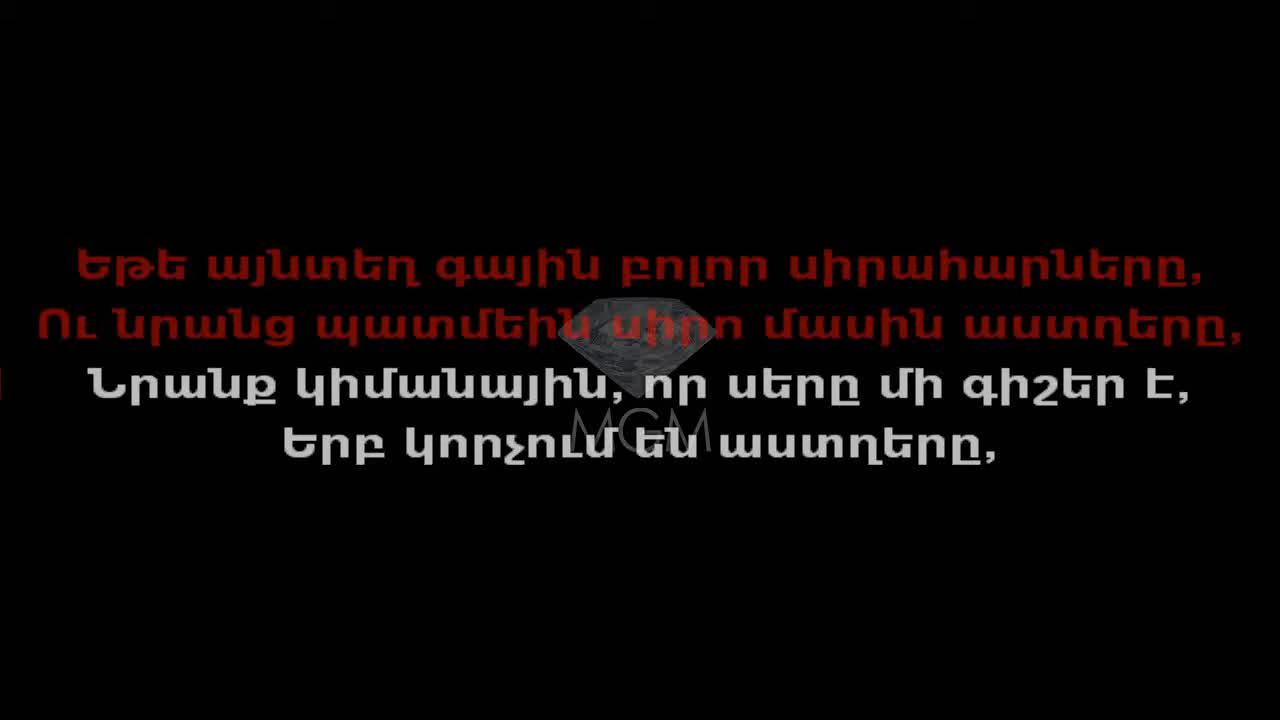 Եթե այնտեղ գային բոլոր սիրահարները,
Ու նրանց պատմեին սիրո մասին աստղերը,
Նրանք կիմանային, որ սերը մի գիշեր է,
Երբ կորչում են աստղերը,
MGM